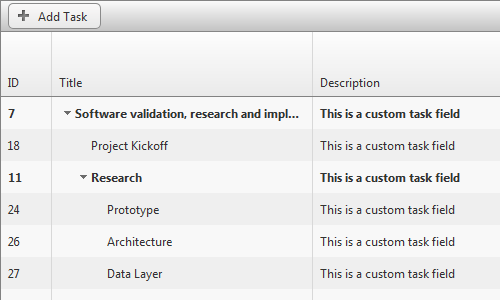 Add Task
ID Title Description
7 Software validation, research and impl... This is a custom task field
18 Project Kickoff This is a custom task field
11 Research This is a custom task field
24 Prototype This is a custom task field
26 Architecture This is a custom task field
27 Data Layer This is a custom task field